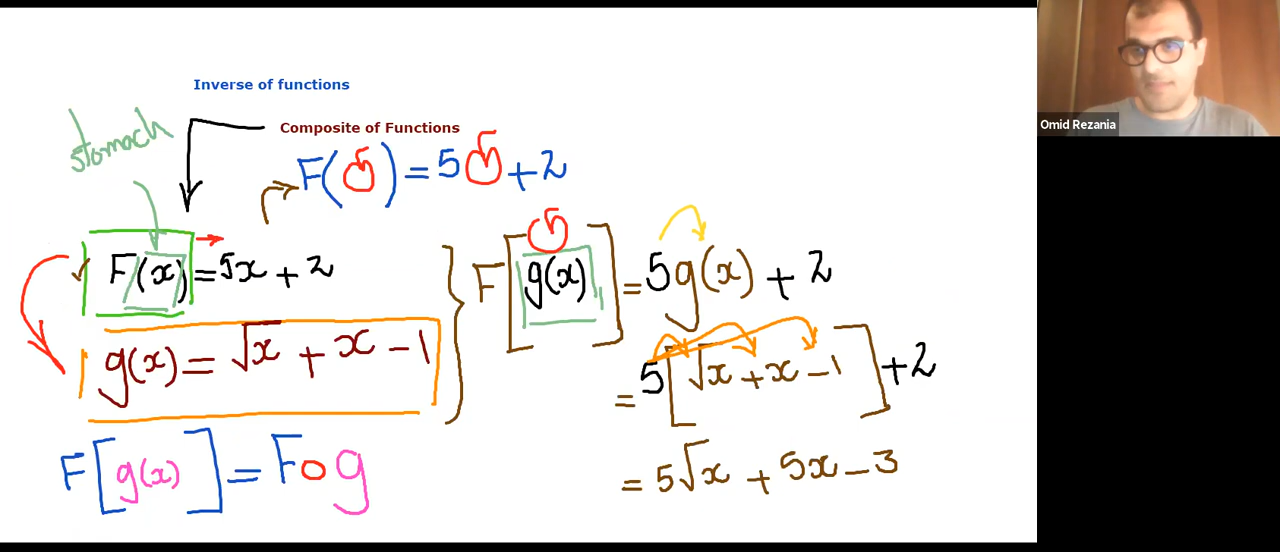 Inverse of functions
Composite of Functions
stomach
F( ) = 5 + 2
F(x) = 5x + 2
g(x) = √x + x - 1
F[g(x)] = 5g(x) + 2
= 5[√x + x - 1] + 2
= 5√x + 5x - 3
F[g(x)] = Fog
Omid Rezania